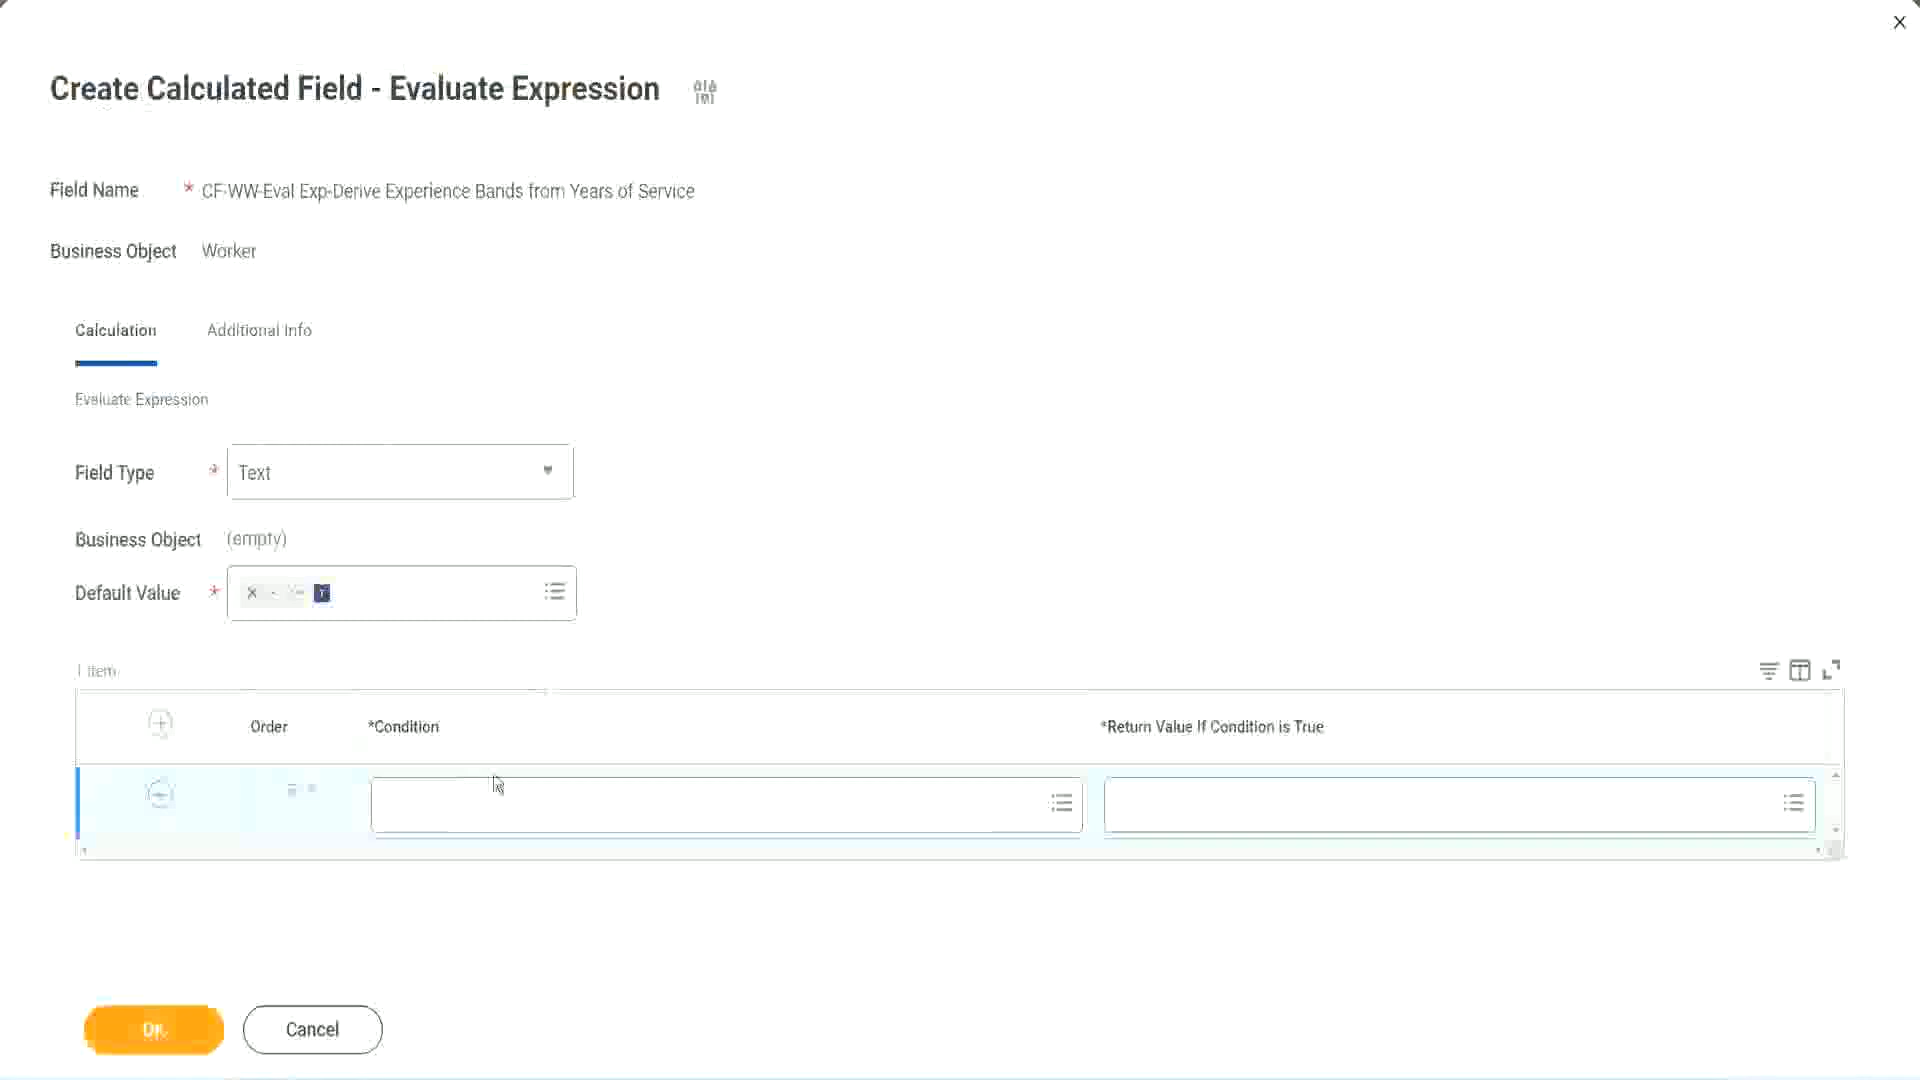 Create Calculated Field - Evaluate Expression
Field Name * CF-WW-Eval Exp-Derive Experience Bands from Years of Service
Business Object Worker
Calculation Additional Info
Evaluate Expression
Field Type * Text
Business Object (empty)
Default Value *
1 item
Order *Condition *Return Value If Condition is True
OK Cancel